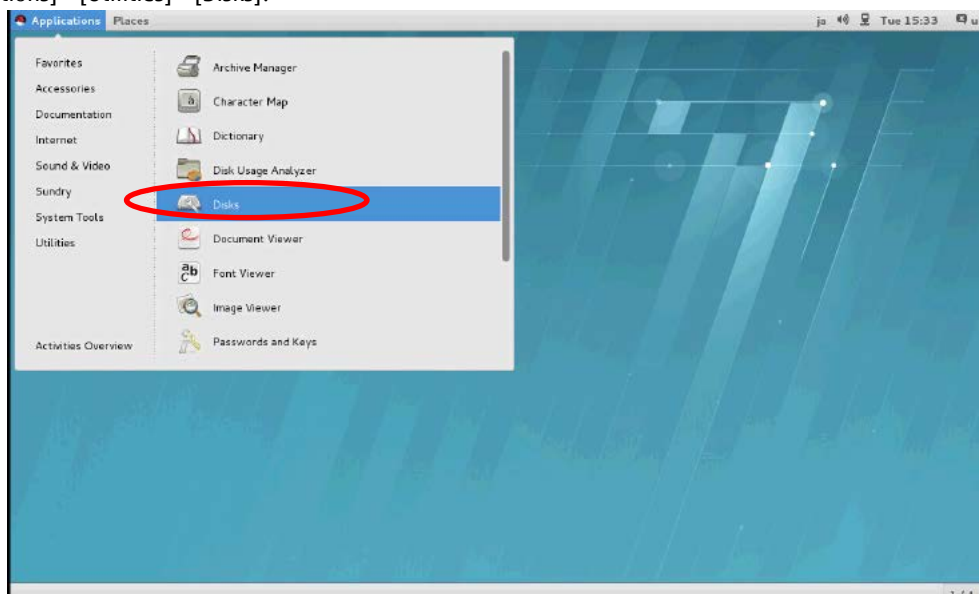 Applications Places ja Tue 15:33 u
Favorites
Accessories
Documentation
Internet
Sound & Video
Sundry
System Tools
Utilities
Activities Overview
Archive Manager
Character Map
Dictionary
Disk Usage Analyzer
Disks
Document Viewer
Font Viewer
Image Viewer
Passwords and Keys